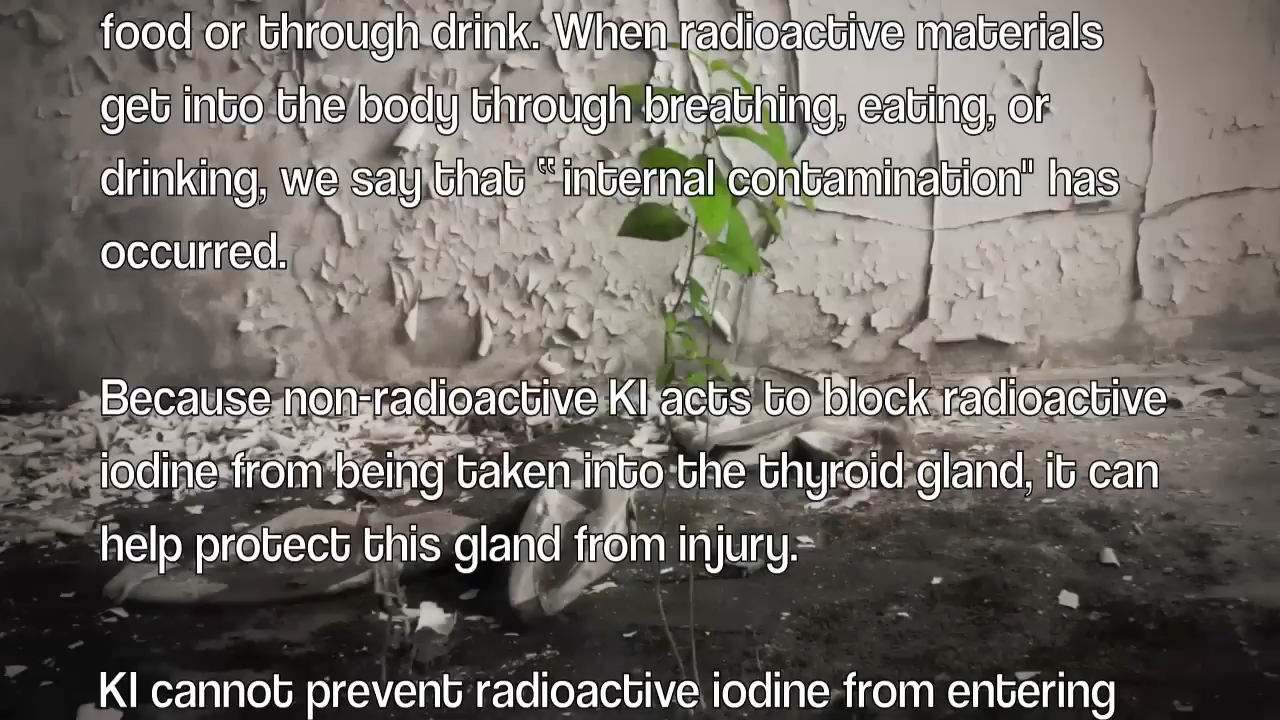 food or through drink. When radioactive materials
get into the body through breathing, eating, or
drinking, we say that “internal contamination" has
occurred.
Because non-radioactive KI acts to block radioactive
iodine from being taken into the thyroid gland, it can
help protect this gland from injury.
KI cannot prevent radioactive iodine from entering